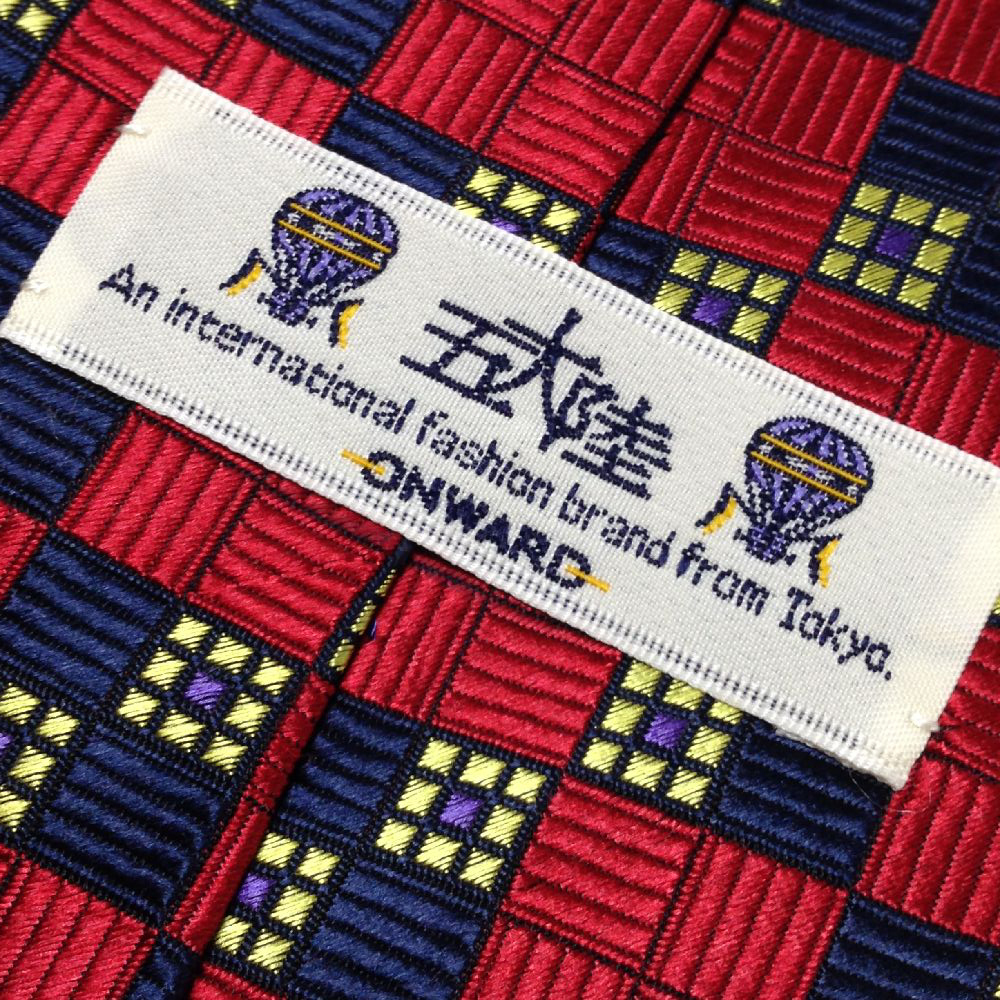 五大陸
An international fashion brand from Tokyo.
ONWARD